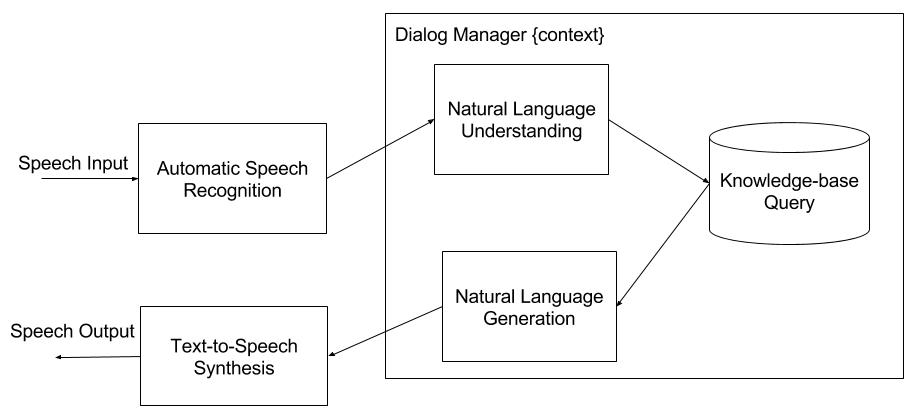 Dialog Manager {context}
Natural Language
Understanding
Speech Input
Automatic Speech
Recognition
Knowledge-base
Query
Natural Language
Generation
Speech Output
Text-to-Speech
Synthesis